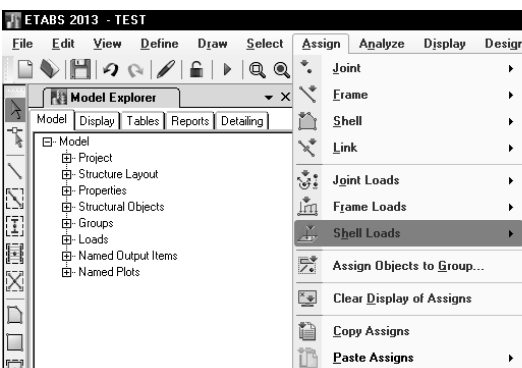 ETABS 2013 - TEST
File Edit View Define Draw Select Assign Analyze Display Design
Model Explorer
Model Display Tables Reports Detailing
Model
Project
Structure Layout
Properties
Structural Objects
Groups
Loads
Named Output Items
Named Plots
Joint
Frame
Shell
Link
Joint Loads
Frame Loads
Shell Loads
Assign Objects to Group...
Clear Display of Assigns
Copy Assigns
Paste Assigns